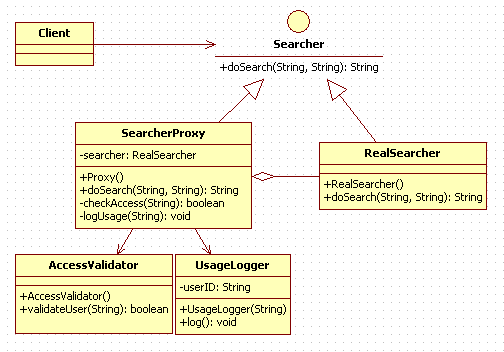 Client
Searcher
+doSearch(String, String): String
SearcherProxy
-searcher: RealSearcher
+Proxy()
+doSearch(String, String): String
-checkAccess(String): boolean
-logUsage(String): void
RealSearcher
+RealSearcher()
+doSearch(String, String): String
AccessValidator
+AccessValidator()
+validateUser(String): boolean
UsageLogger
-userID: String
+UsageLogger(String)
+log(): void